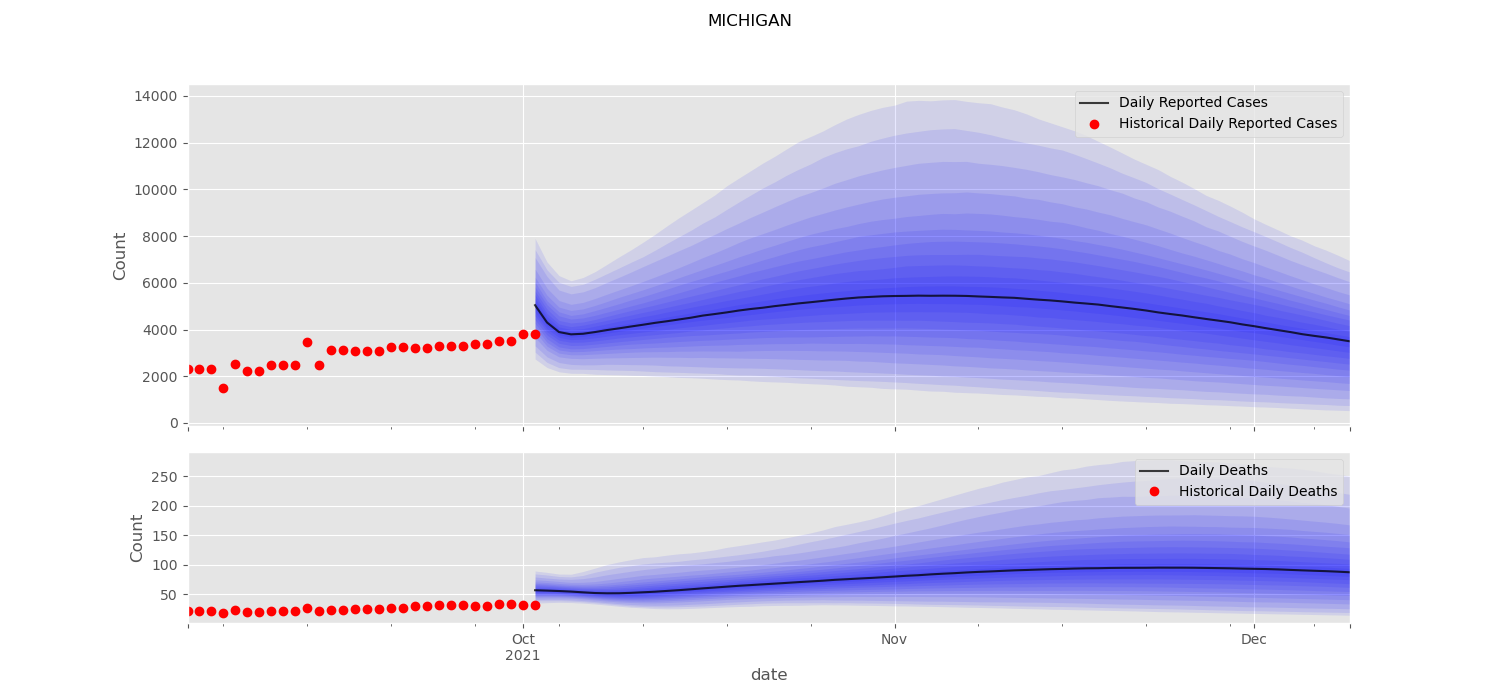 MICHIGAN
Daily Reported Cases
Historical Daily Reported Cases
14000
12000
10000
8000
6000
4000
2000
0
Count
Daily Deaths
Historical Daily Deaths
250
200
150
100
50
Count
Oct
2021
Nov
Dec
date